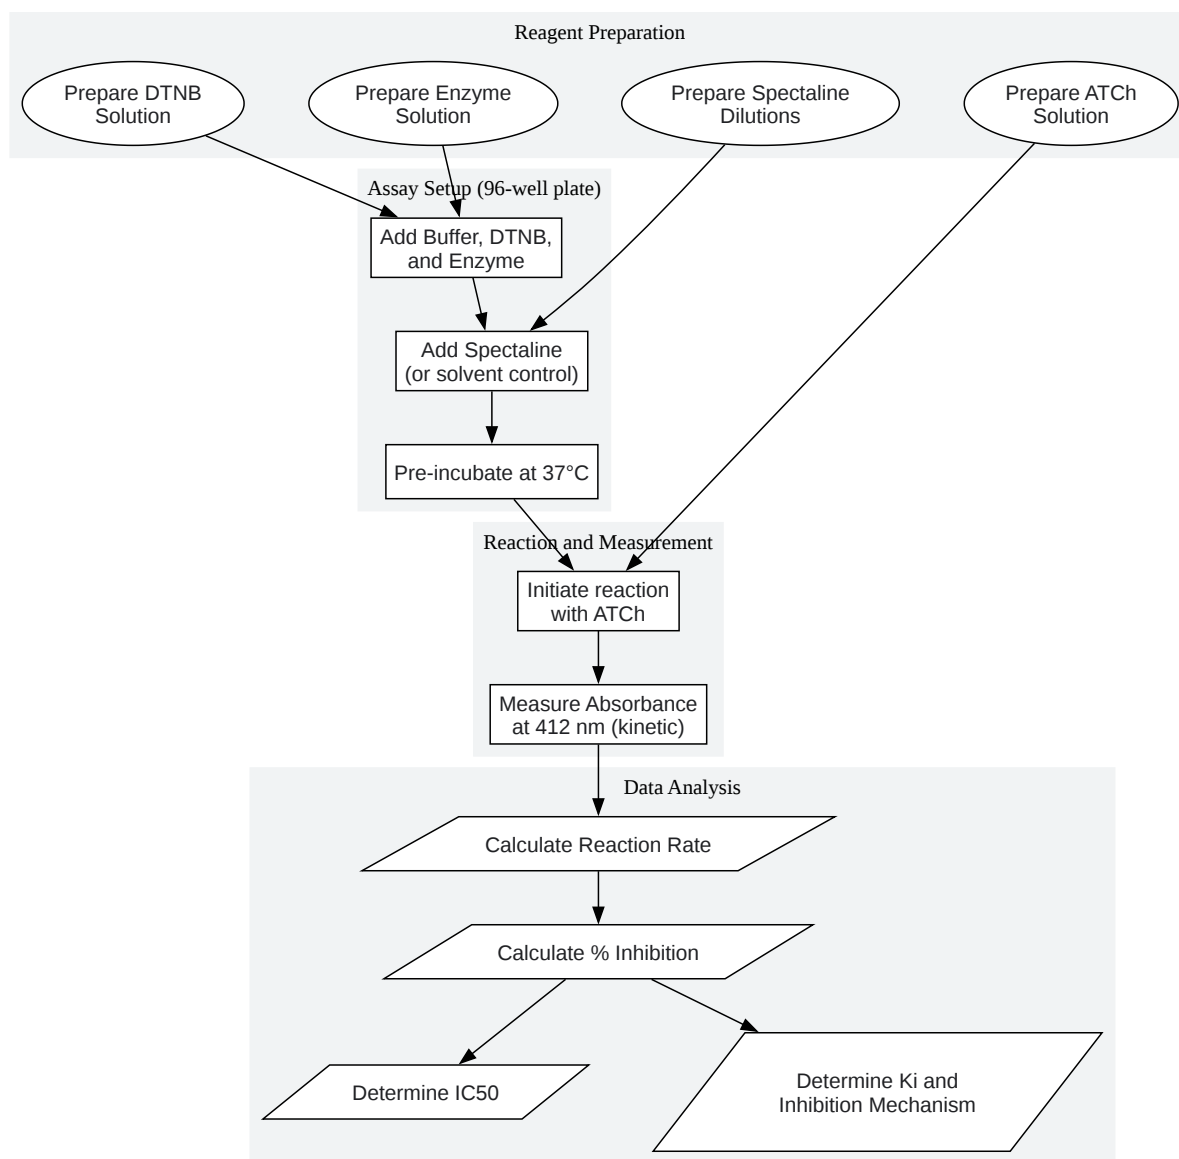 Reagent Preparation
Prepare DTNB
Solution
Prepare Enzyme
Solution
Prepare Spectaline
Dilutions
Prepare ATCh
Solution
Assay Setup (96-well plate)
Add Buffer, DTNB,
and Enzyme
Add Spectaline
(or solvent control)
Pre-incubate at 37°C
Reaction and Measurement
Initiate reaction
with ATCh
Measure Absorbance
at 412 nm (kinetic)
Data Analysis
Calculate Reaction Rate
Calculate % Inhibition
Determine IC50
Determine Ki and
Inhibition Mechanism